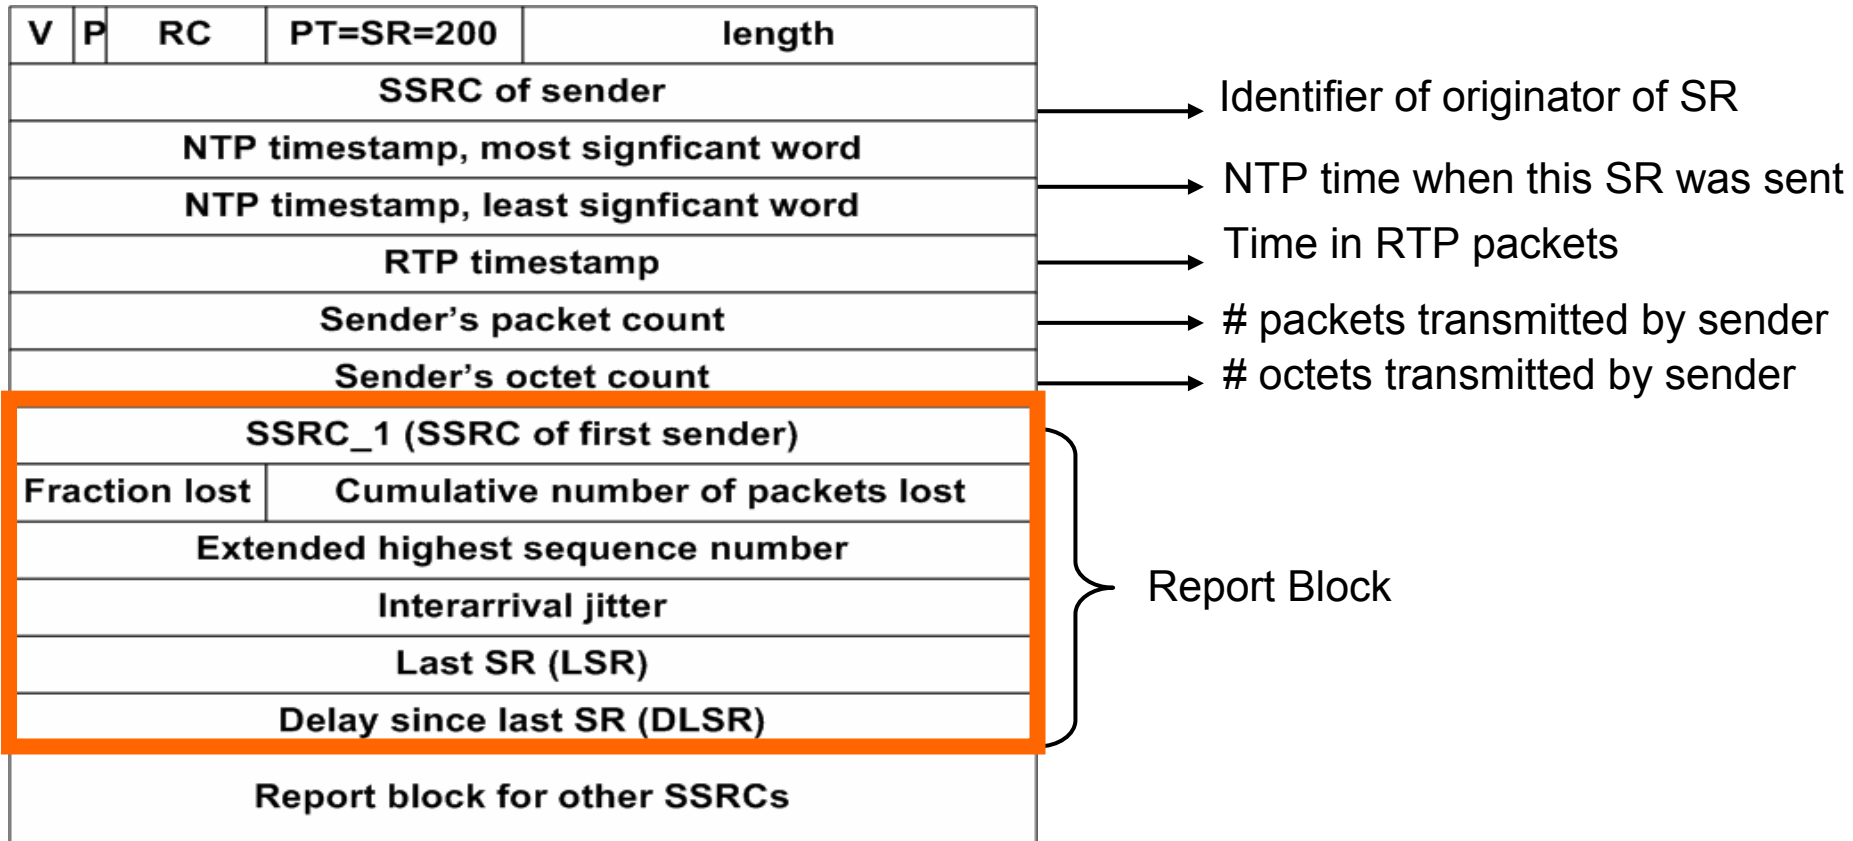 V P RC PT=SR=200 length
SSRC of sender
Identifier of originator of SR
NTP timestamp, most signficant word
NTP time when this SR was sent
NTP timestamp, least signficant word
Time in RTP packets
RTP timestamp
Sender’s packet count
# packets transmitted by sender
Sender’s octet count
# octets transmitted by sender
SSRC_1 (SSRC of first sender)
Fraction lost Cumulative number of packets lost
Extended highest sequence number
Interarrival jitter
Last SR (LSR)
Delay since last SR (DLSR)
Report Block
Report block for other SSRCs